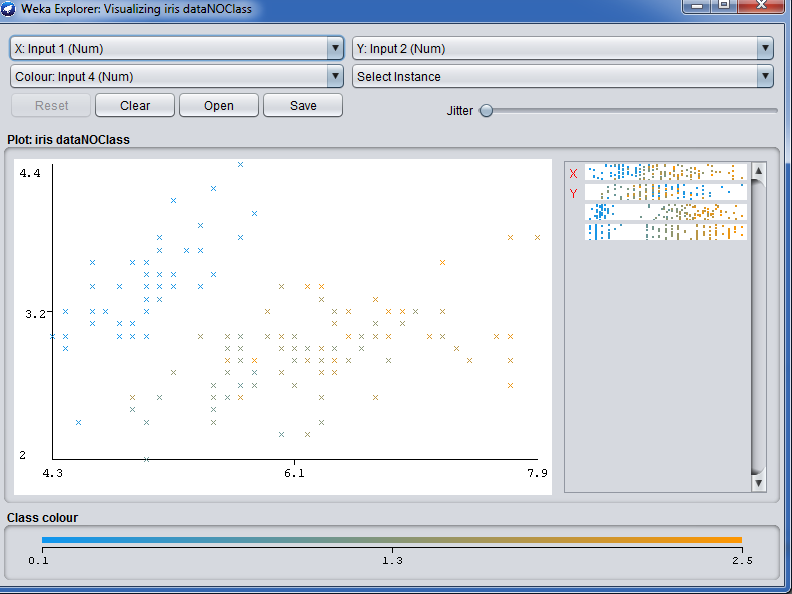 Weka Explorer: Visualizing iris dataNOClass
X: Input 1 (Num)
Y: Input 2 (Num)
Colour: Input 4 (Num)
Select Instance
Reset
Clear
Open
Save
Jitter
Plot: iris dataNOClass
4.4
3.2
2
4.3
6.1
7.9
X
Y
Class colour
0.1
1.3
2.5